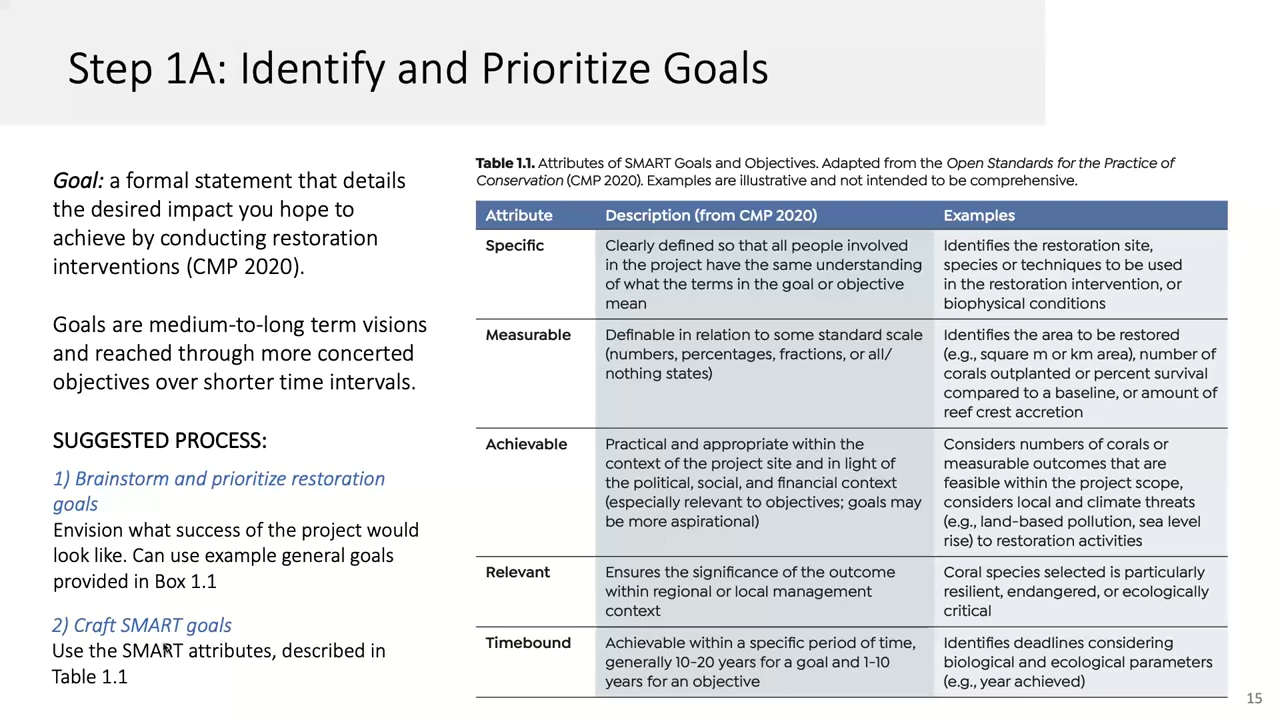 Step 1A: Identify and Prioritize Goals
Goal: a formal statement that details
the desired impact you hope to
achieve by conducting restoration
interventions (CMP 2020).
Goals are medium-to-long term visions
and reached through more concerted
objectives over shorter time intervals.
SUGGESTED PROCESS:
1) Brainstorm and prioritize restoration
goals
Envision what success of the project would
look like. Can use example general goals
provided in Box 1.1
2) Craft SMART goals
Use the SMART attributes, described in
Table 1.1
Table 1.1. Attributes of SMART Goals and Objectives. Adapted from the Open Standards for the Practice of
Conservation (CMP 2020). Examples are illustrative and not intended to be comprehensive.
Attribute Description (from CMP 2020) Examples
Specific Clearly defined so that all people involved Identifies the restoration site,
in the project have the same understanding species or techniques to be used
of what the terms in the goal or objective in the restoration intervention, or
mean biophysical conditions
Measurable Definable in relation to some standard scale Identifies the area to be restored
(numbers, percentages, fractions, or all/ (e.g., square m or km area), number of
nothing states) corals outplanted or percent survival
compared to a baseline, or amount of
reef crest accretion
Achievable Practical and appropriate within the Considers numbers of corals or
context of the project site and in light of measurable outcomes that are
the political, social, and financial context feasible within the project scope,
(especially relevant to objectives; goals may considers local and climate threats
be more aspirational) (e.g., land-based pollution, sea level
rise) to restoration activities
Relevant Ensures the significance of the outcome Coral species selected is particularly
within regional or local management resilient, endangered, or ecologically
context critical
Timebound Achievable within a specific period of time, Identifies deadlines considering
generally 10-20 years for a goal and 1-10 biological and ecological parameters
years for an objective (e.g., year achieved)
15